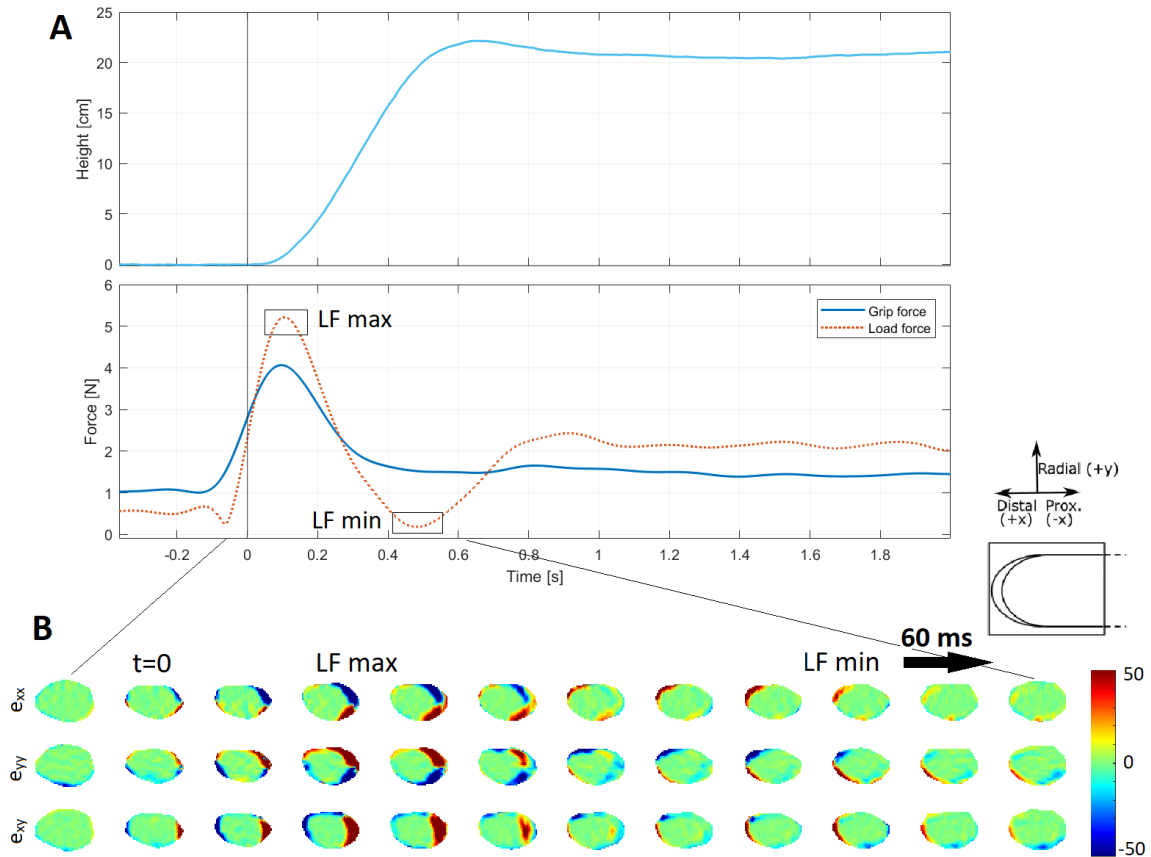 A
25
20
15
10
5
0
Height [cm]
6
5
4
3
2
1
0
Force [N]
LF max
LF min
Grip force
Load force
-0.2
0
0.2
0.4
0.6
0.8
1
1.2
1.4
1.6
1.8
Time [s]
Radial (+y)
Distal Prox.
(+x) (-x)
B
t=0
LF max
LF min
60 ms
exx
eyy
exy
50
0
-50